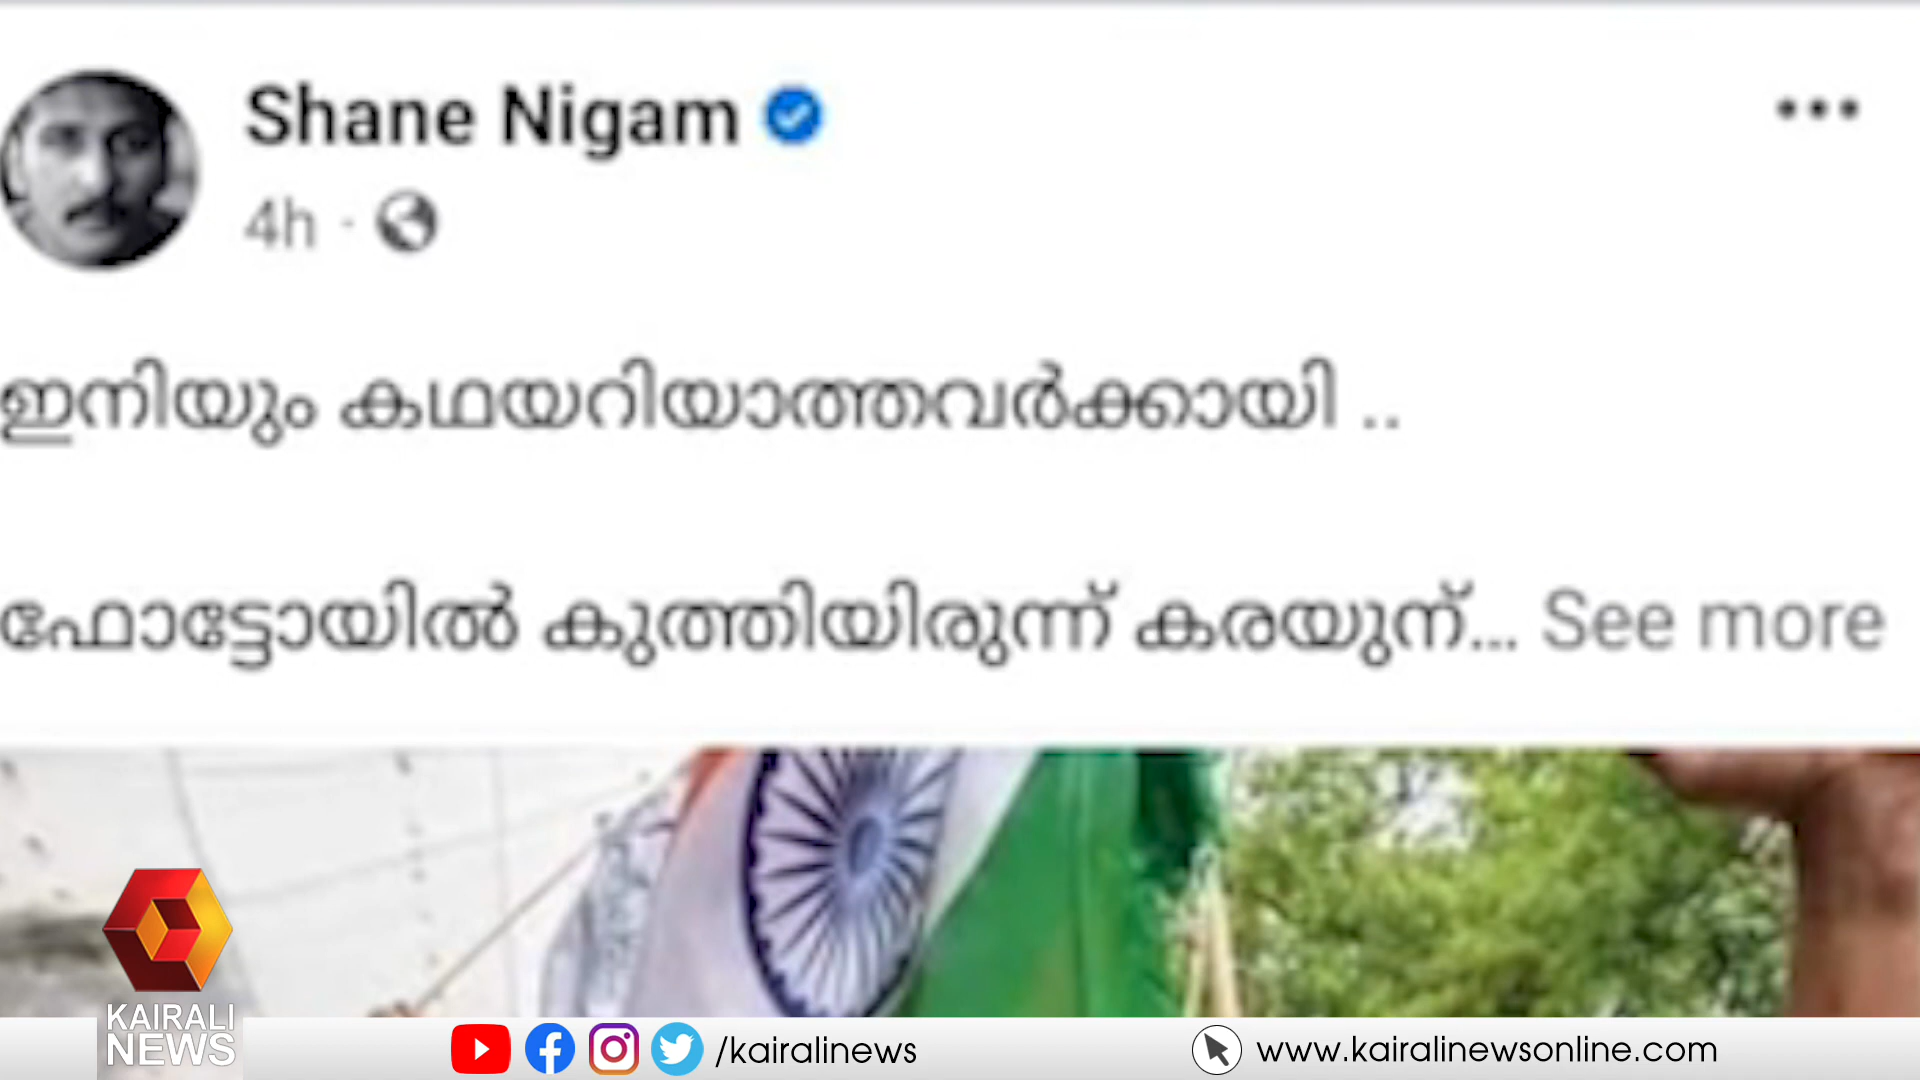 Shane Nigam
4h ·
ഇനിയും കഥയറിയാത്തവർക്കായി ..
ഫോട്ടോയിൽ കുത്തിയിരുന്ന് കരയുന്... See more
KAIRALI
NEWS
/kairalinews
www.kairalinewsonline.com